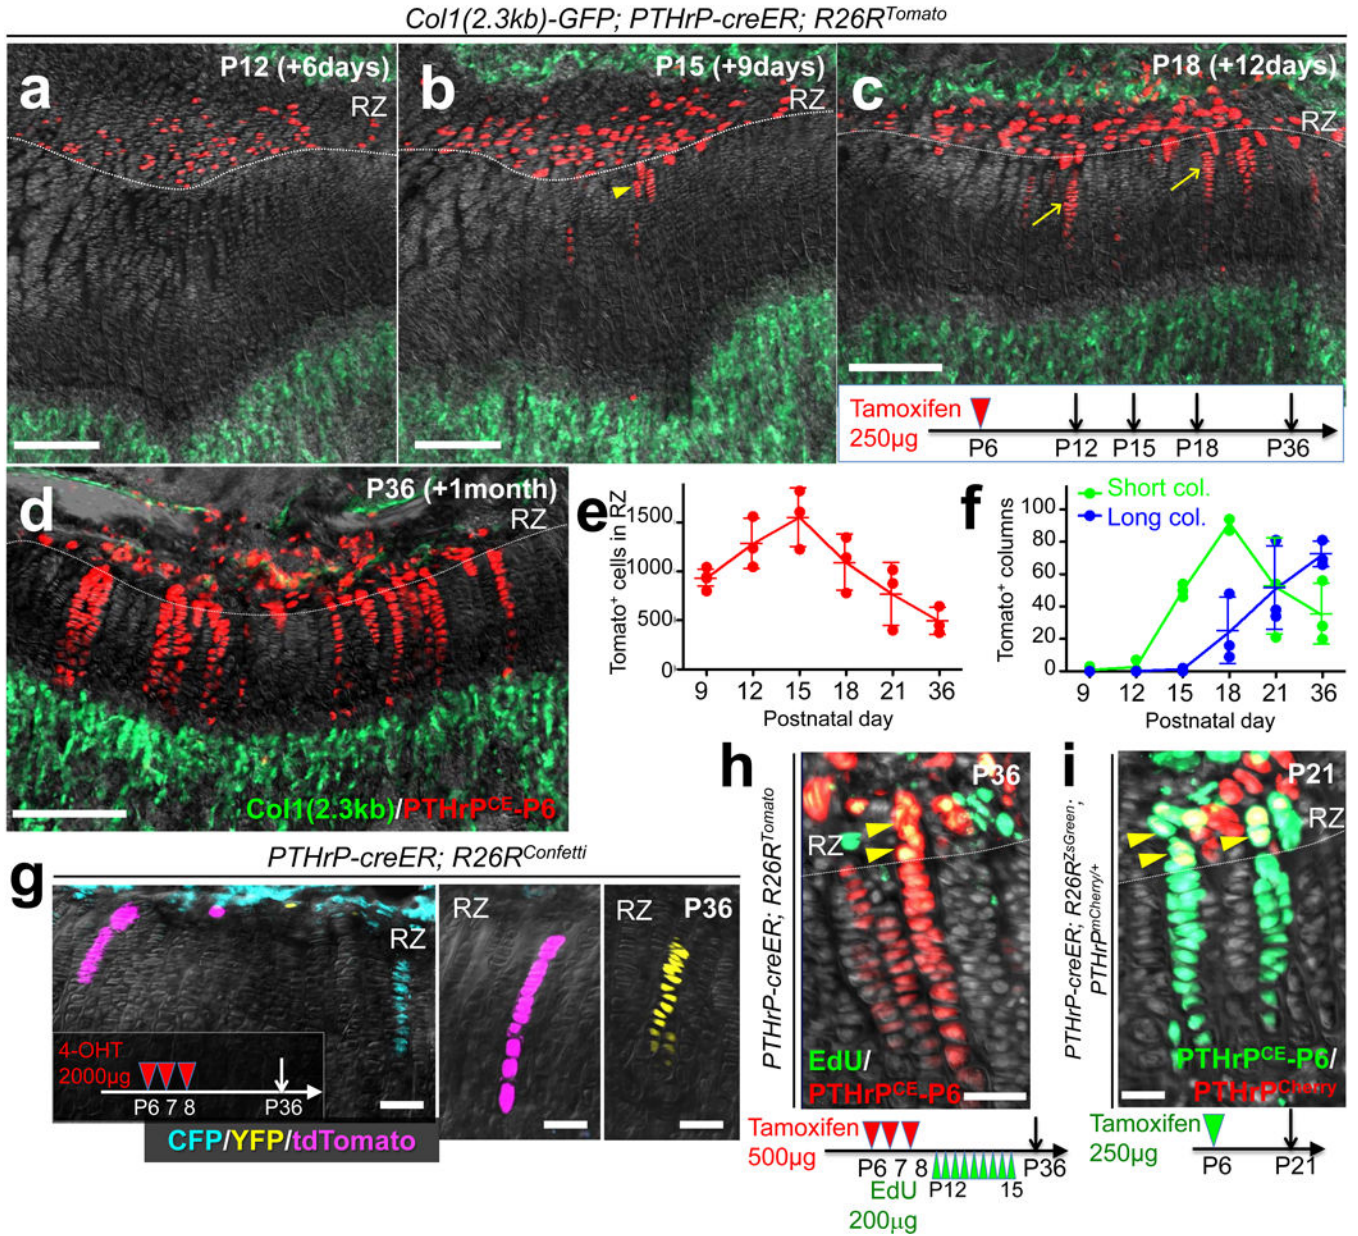 Col1(2.3kb)-GFP; PTHrP-creER; R26R^Tomato
a
P12 (+6days)
RZ
b
P15 (+9days)
RZ
c
P18 (+12days)
RZ
Tamoxifen
250µg
P6 P12 P15 P18 P36
d
P36 (+1month)
RZ
Col1(2.3kb)/PTHrP^CE-P6
e
Tomato+ cells in RZ
1500
1000
500
0
9 12 15 18 21 36
Postnatal day
f
Short col.
Long col.
Tomato+ columns
100
80
60
40
20
0
9 12 15 18 21 36
Postnatal day
g
PTHrP-creER; R26R^Confetti
RZ
RZ
RZ
P36
4-OHT
2000µg
P6 7 8 P36
CFP/YFP/tdTomato
h
PTHrP-creER; R26R^Tomato
P36
RZ
EdU/
PTHrP^CE-P6
Tamoxifen
500µg
P6 7 8 P36
EdU P12 15
200µg
i
PTHrP-creER; R26R^ZsGreen;
PTHrP^mCherry/+
P21
RZ
PTHrP^CE-P6/
PTHrP^Cherry
Tamoxifen
250µg
P6 P21